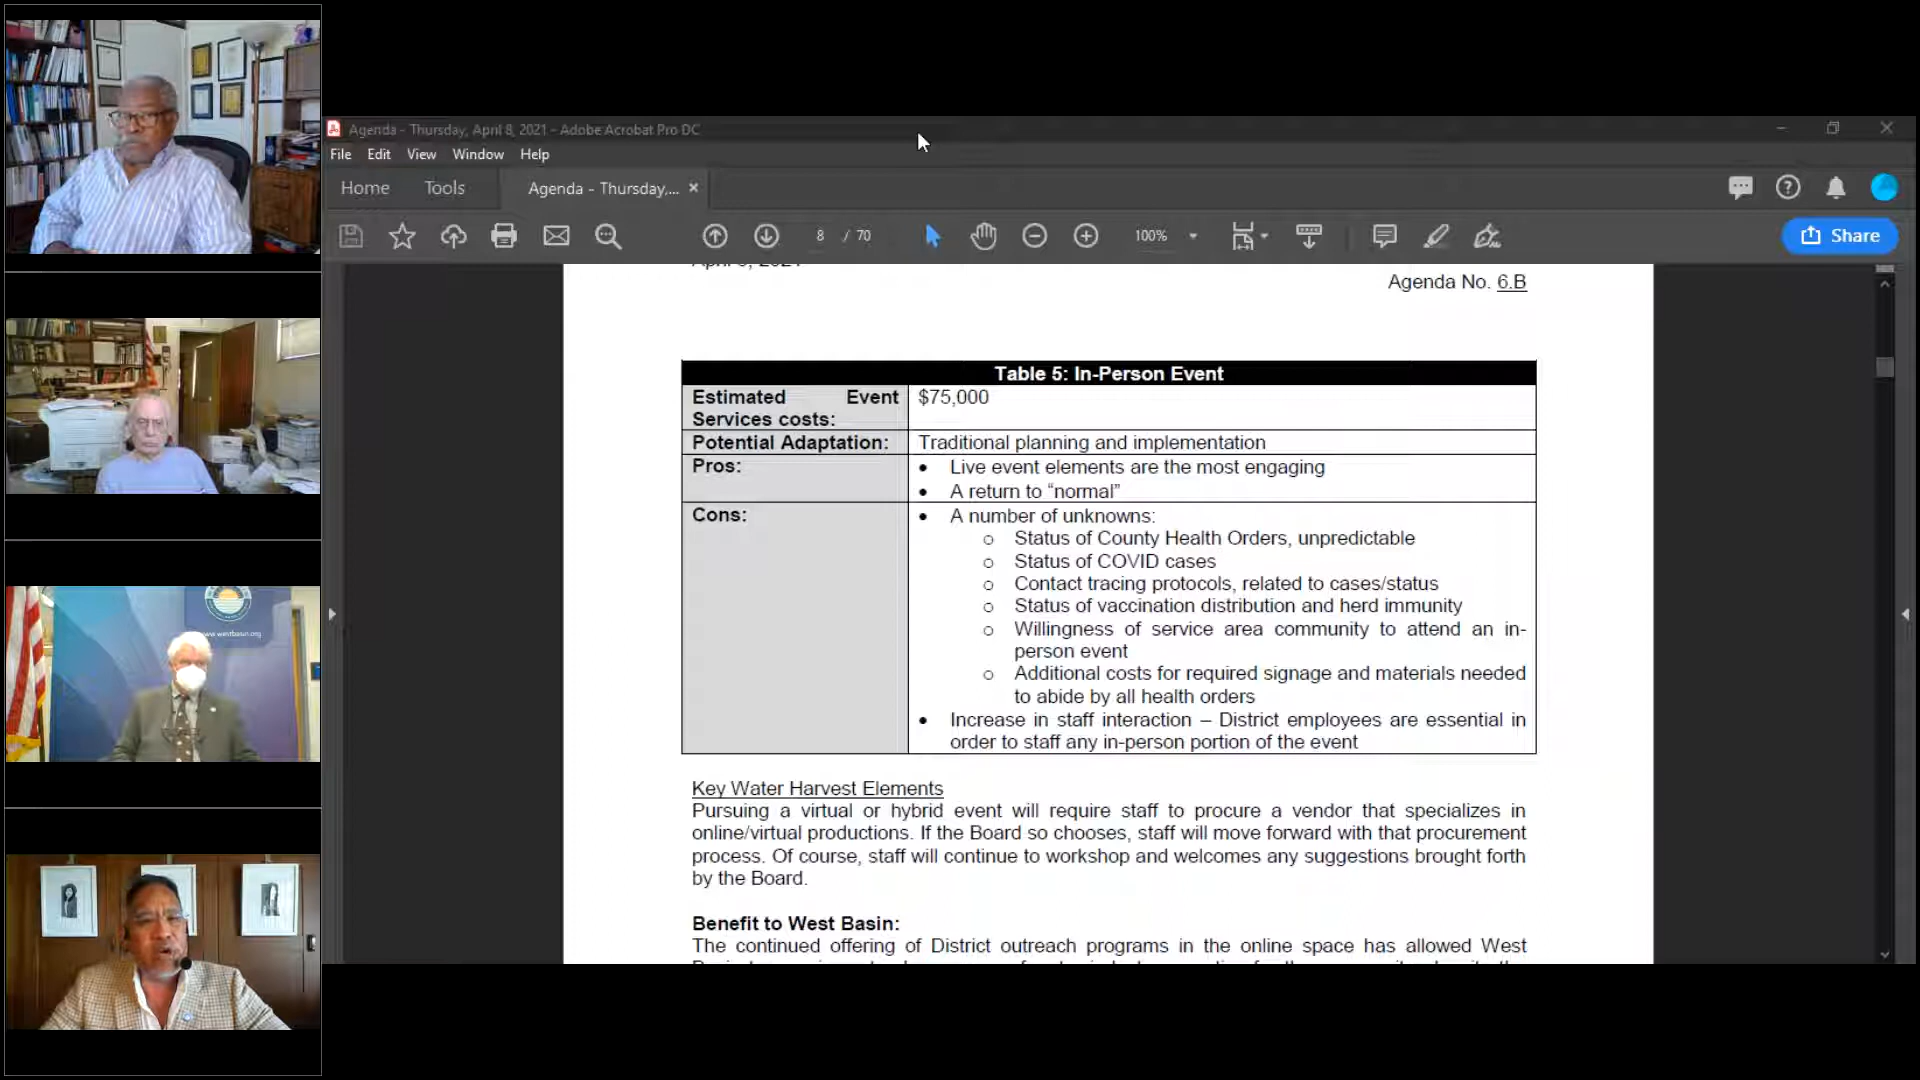 www.westbasin.org
Agenda - Thursday, April 8, 2021 - Adobe Acrobat Pro DC
File Edit View Window Help
Home Tools Agenda - Thursday,... ×
8 / 70 100% Share
April 8, 2021
Agenda No. 6.B
Table 5: In-Person Event
Estimated Event $75,000
Services costs:
Potential Adaptation: Traditional planning and implementation
Pros: • Live event elements are the most engaging
• A return to “normal”
Cons: • A number of unknowns:
o Status of County Health Orders, unpredictable
o Status of COVID cases
o Contact tracing protocols, related to cases/status
o Status of vaccination distribution and herd immunity
o Willingness of service area community to attend an in-
person event
o Additional costs for required signage and materials needed
to abide by all health orders
• Increase in staff interaction – District employees are essential in
order to staff any in-person portion of the event
Key Water Harvest Elements
Pursuing a virtual or hybrid event will require staff to procure a vendor that specializes in
online/virtual productions. If the Board so chooses, staff will move forward with that procurement
process. Of course, staff will continue to workshop and welcomes any suggestions brought forth
by the Board.
Benefit to West Basin:
The continued offering of District outreach programs in the online space has allowed West